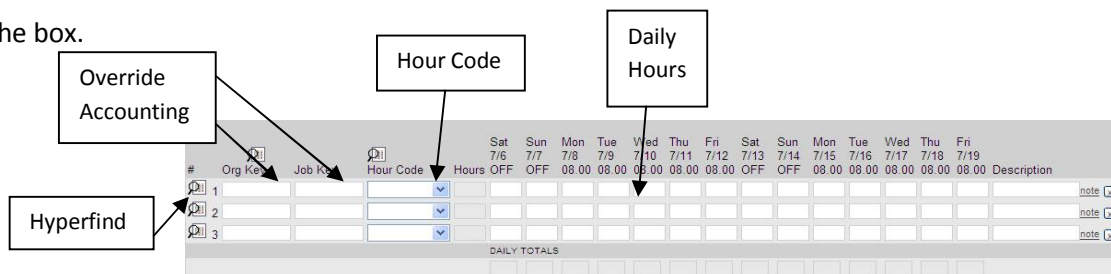 he box.
Override
Accounting
Hour Code
Daily
Hours
Hyperfind
Sat Sun Mon Tue Wed Thu Fri Sat Sun Mon Tue Wed Thu Fri
7/6 7/7 7/8 7/9 7/10 7/11 7/12 7/13 7/14 7/15 7/16 7/17 7/18 7/19
# Org Key Job Key Hour Code Hours OFF OFF 08.00 08.00 08.00 08.00 08.00 OFF OFF 08.00 08.00 08.00 08.00 08.00 Description
1 note
2 note
3 note
DAILY TOTALS